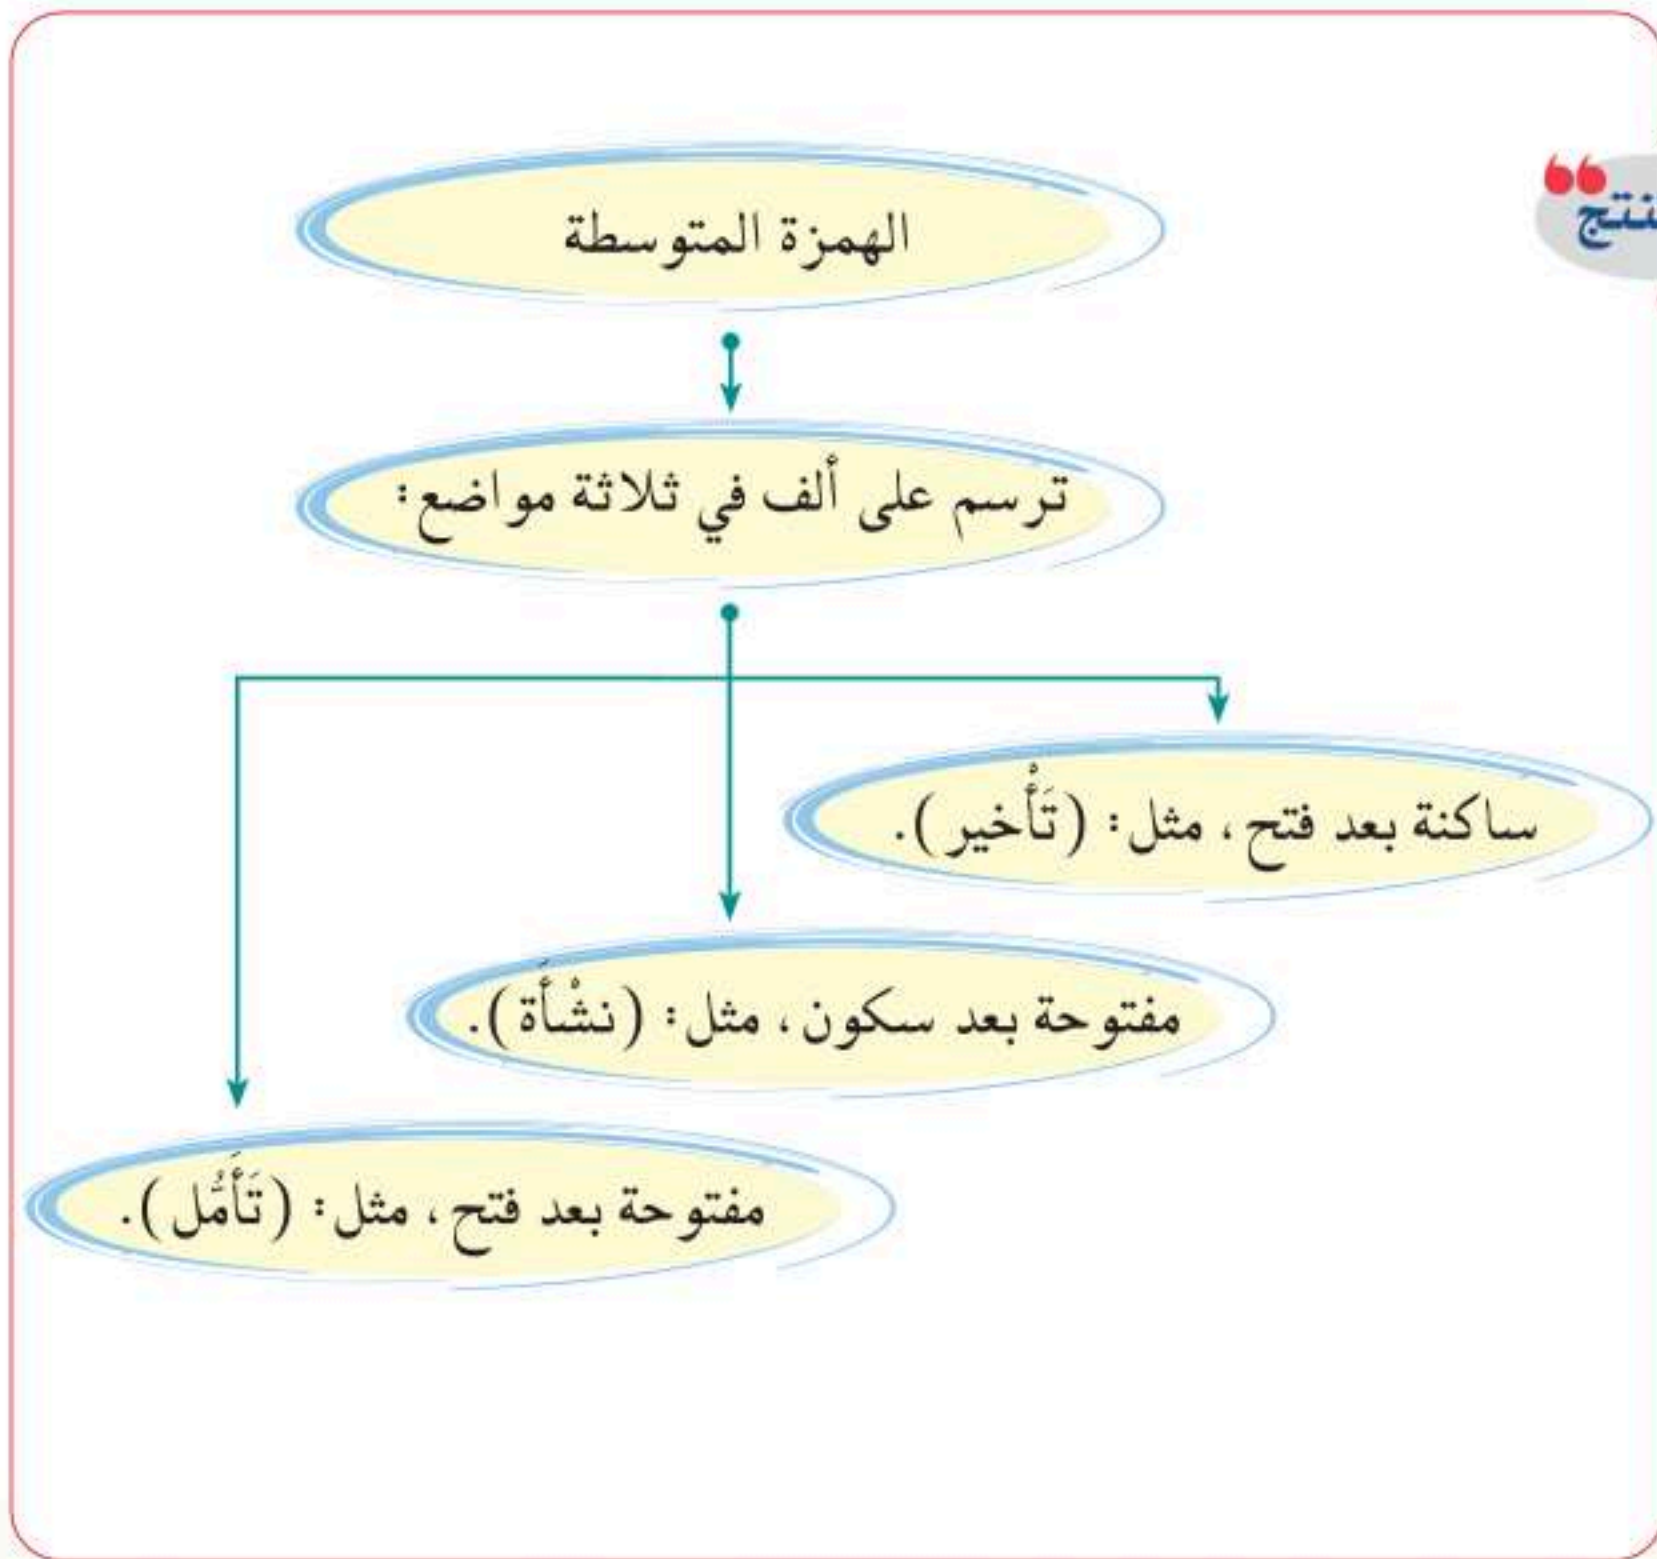 الهمزة المتوسطة
ترسم على ألف في ثلاثة مواضع:
ساكنة بعد فتح، مثل: (تَأْخير).
مفتوحة بعد سكون، مثل: (نشْأَة).
مفتوحة بعد فتح، مثل: (تَأَمُّل).